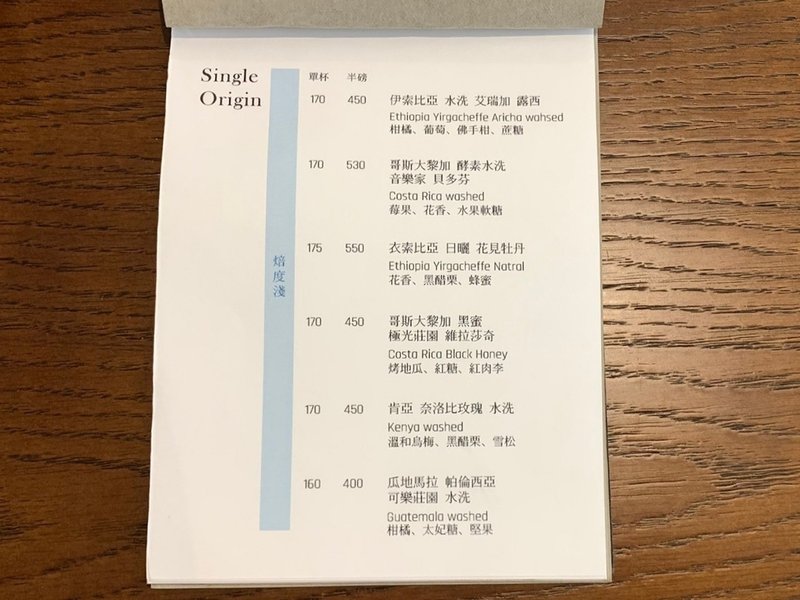 Single
Origin
單杯 半磅
焙度淺
170 450 伊索比亞 水洗 艾瑞加 露西
Ethiopia Yirgacheffe Aricha wahsed
柑橘、葡萄、佛手柑、蔗糖
170 530 哥斯大黎加 酵素水洗
音樂家 貝多芬
Costa Rica washed
莓果、花香、水果軟糖
175 550 衣索比亞 日曬 花見牡丹
Ethiopia Yirgacheffe Natral
花香、黑醋栗、蜂蜜
170 450 哥斯大黎加 黑蜜
極光莊園 維拉莎奇
Costa Rica Black Honey
烤地瓜、紅糖、紅肉李
170 450 肯亞 奈洛比玫瑰 水洗
Kenya washed
溫和烏梅、黑醋栗、雪松
160 400 瓜地馬拉 帕倫西亞
可樂莊園 水洗
Guatemala washed
柑橘、太妃糖、堅果